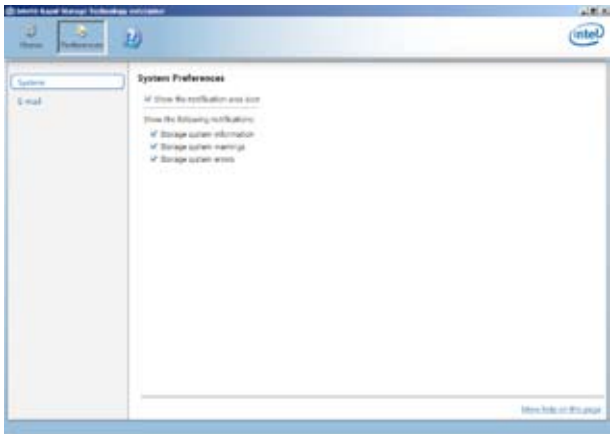 Intel® Rapid Storage Technology enterprise
Home
Preferences
intel
System
E-mail
System Preferences
Show the notification area icon
Show the following notifications:
Storage system information
Storage system warnings
Storage system errors
More help on this page